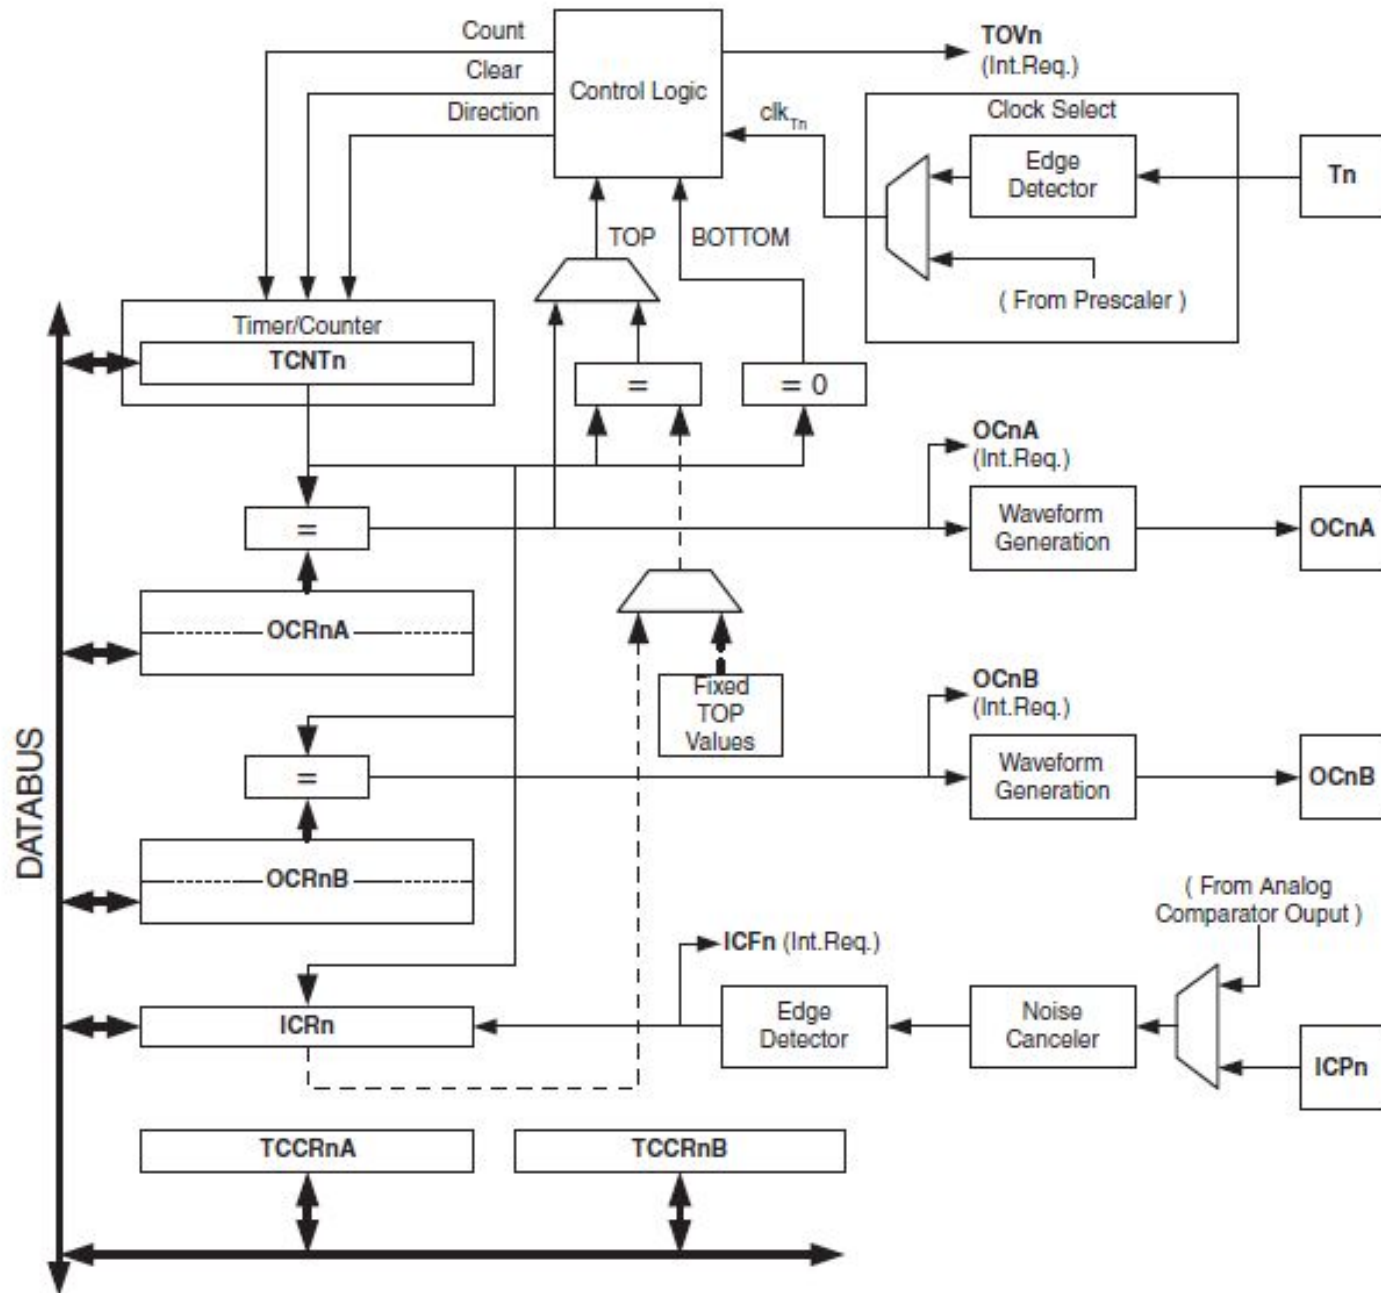 Count
Clear
Direction
Control Logic
TOVn
(Int.Req.)
clkTn
Clock Select
Edge
Detector
Tn
( From Prescaler )
TOP
BOTTOM
Timer/Counter
TCNTn
=
= 0
OCnA
(Int.Req.)
=
Waveform
Generation
OCnA
OCRnA
Fixed
TOP
Values
OCnB
(Int.Req.)
=
Waveform
Generation
OCnB
DATABUS
OCRnB
( From Analog
Comparator Ouput )
ICFn (Int.Req.)
ICRn
Edge
Detector
Noise
Canceler
ICPn
TCCRnA
TCCRnB